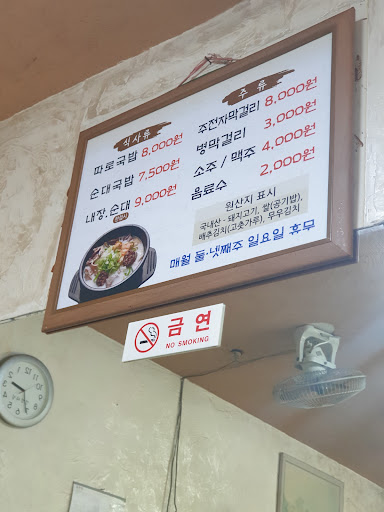 식사류
따로국밥 8,000원
순대국밥 7,500원
내장.순대 9,000원
주 류
주전자막걸리 8,000원
병막걸리 3,000원
소주 / 맥주 4,000원
음료수 2,000원
원산지 표시
국내산 - 돼지고기, 쌀(공기밥),
배추김치(고춧가루), 무우김치
매월 둘·넷째주 일요일 휴무
금연
NO SMOKING